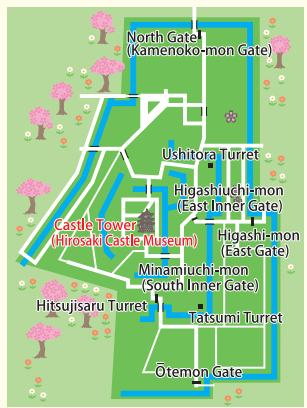 North Gate
(Kamenoko-mon Gate)
Ushitora Turret
Higashiuchi-mon
(East Inner Gate)
Castle Tower
(Hirosaki Castle Museum)
Higashi-mon
(East Gate)
Minamiuchi-mon
(South Inner Gate)
Hitsujisaru Turret
Tatsumi Turret
Ōtemon Gate